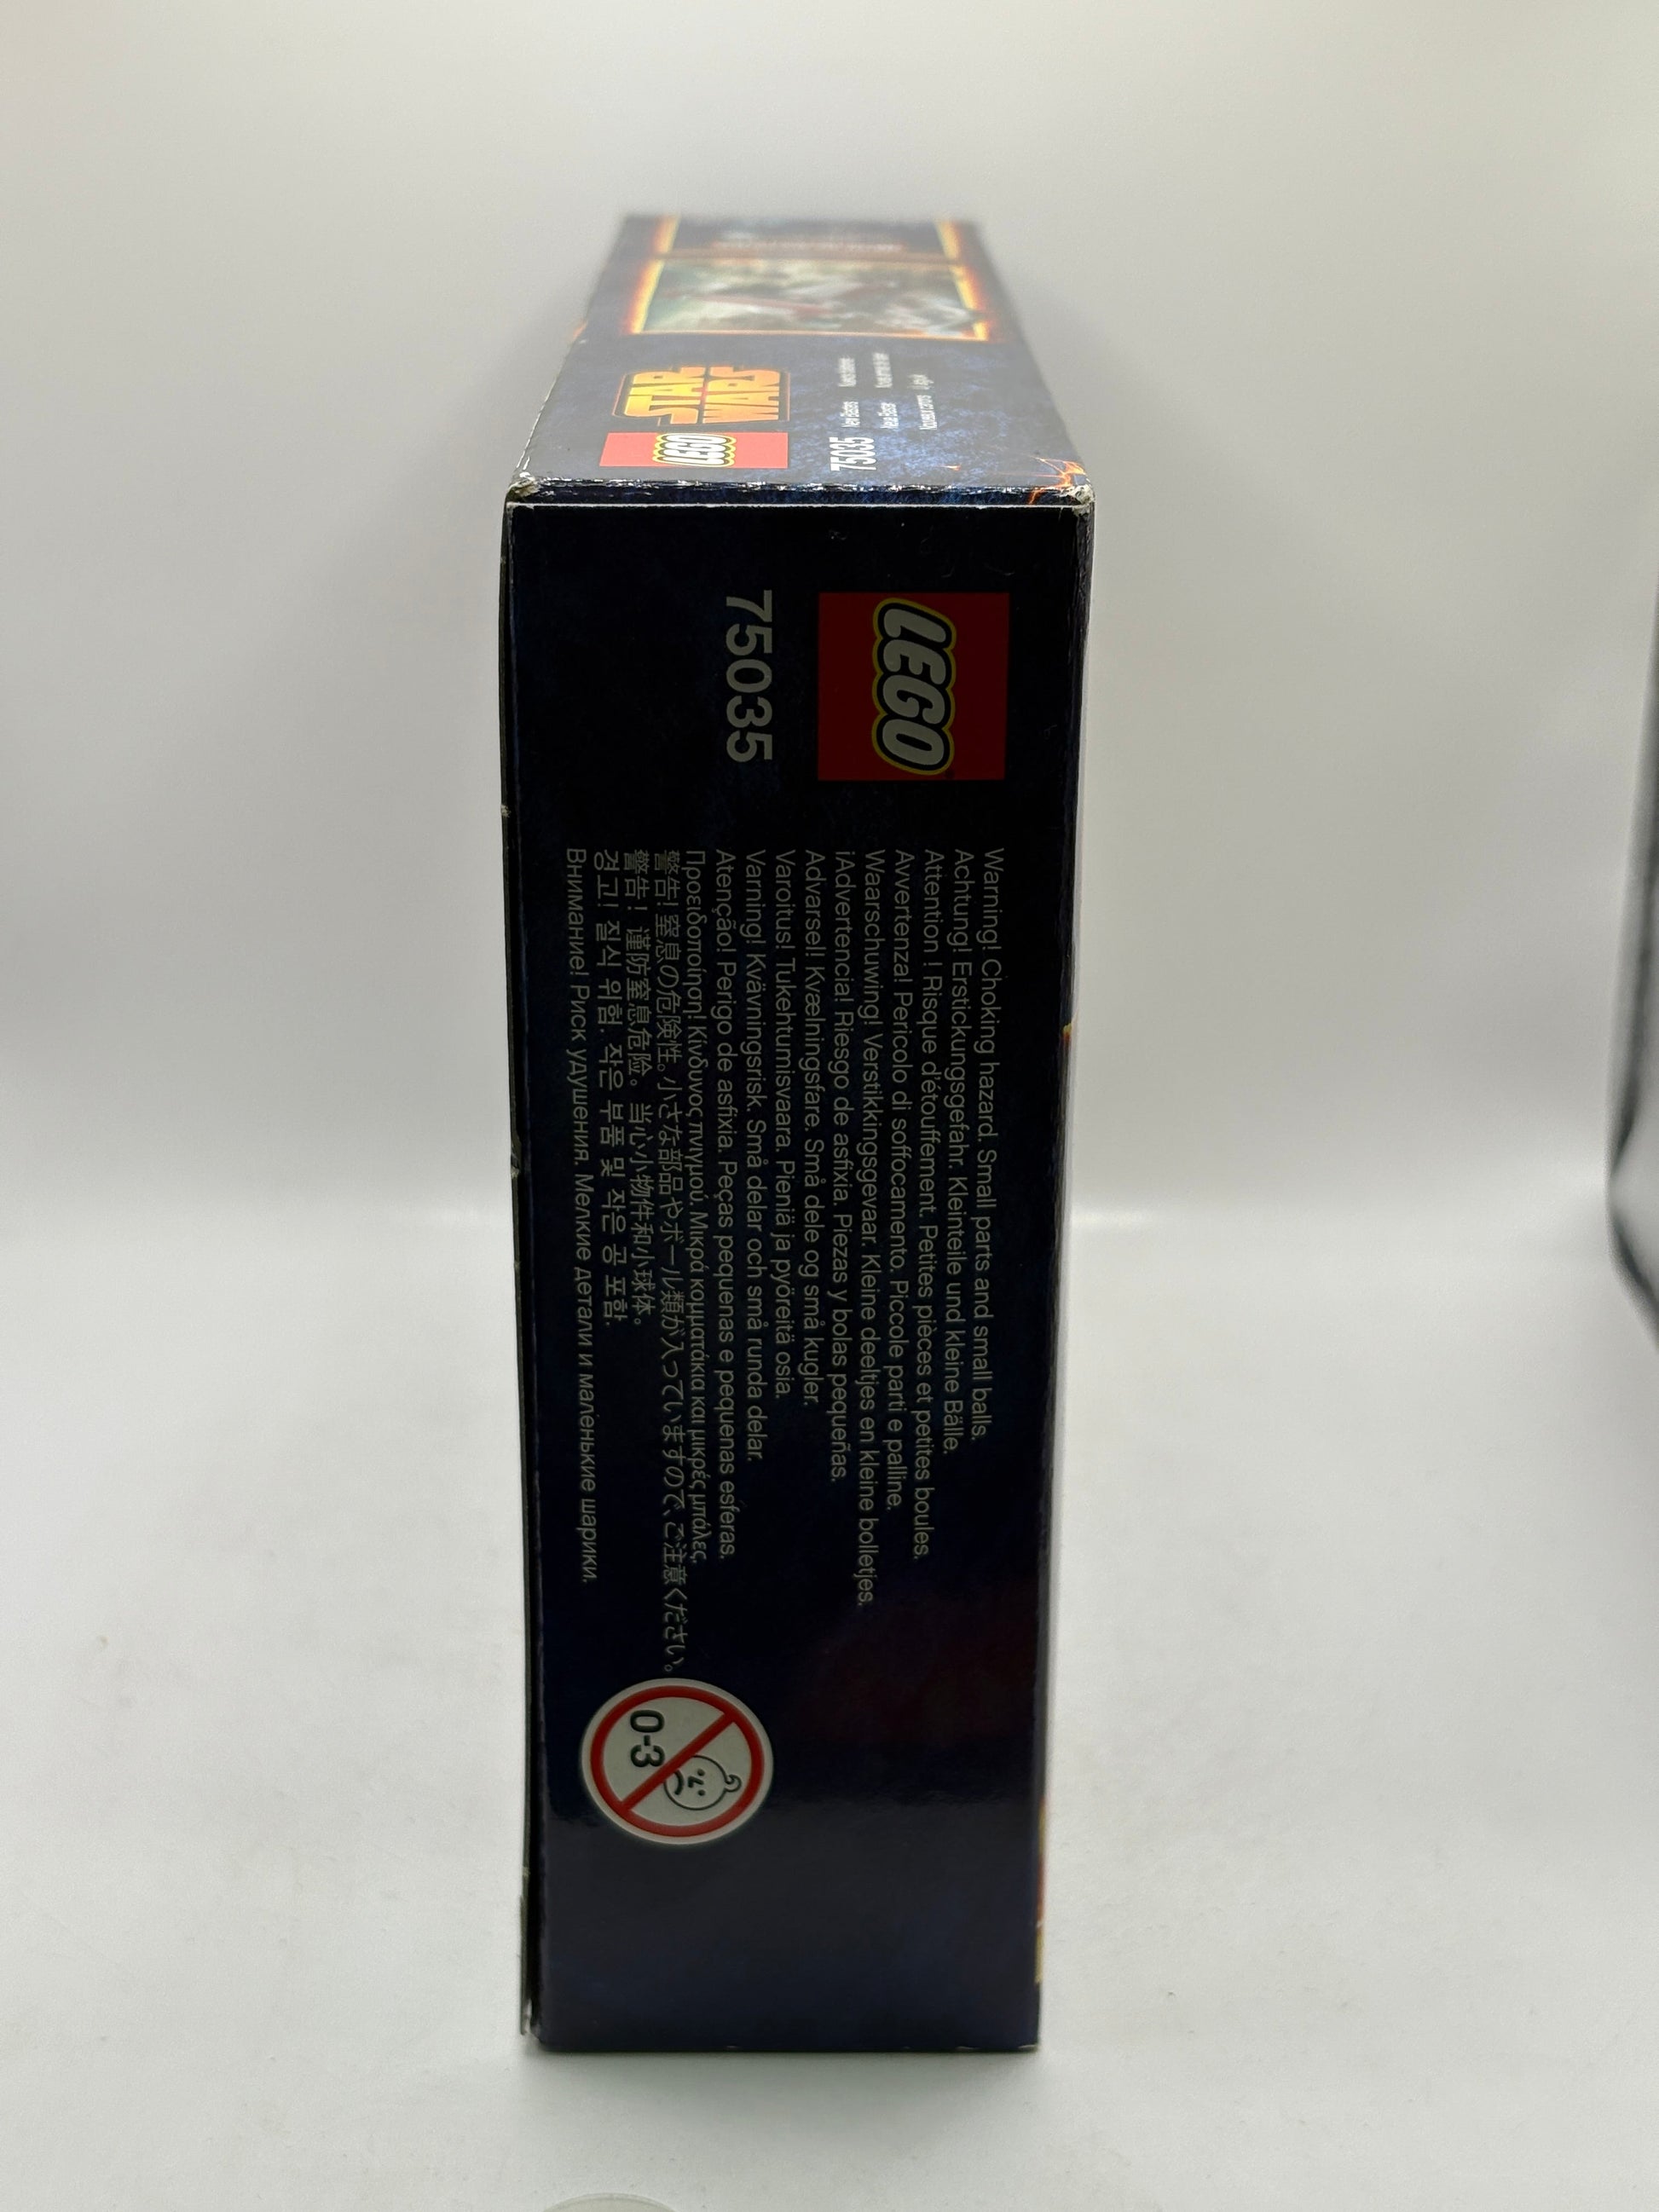 STAR
WARS
LEGO
75035
LEGO
75035
Warning! Choking hazard. Small parts and small balls.
Achtung! Erstickungsgefahr. Kleinteile und kleine Bälle.
Attention ! Risque d'étouffement. Petites pièces et petites boules.
Avvertenza! Pericolo di soffocamento. Piccole parti e palline.
Waarschuwing! Verstikkingsgevaar. Kleine deeltjes en kleine bolletjes.
¡Advertencia! Riesgo de asfixia. Piezas y bolas pequeñas.
Advarsel! Kvælningsfare. Små dele og små kugler.
Varoitus! Tukehtumisvaara. Pieniä ja pyöreitä osia.
Varning! Kvävningsrisk. Små delar och små runda delar.
Atenção! Perigo de asfixia. Peças pequenas e pequenas esferas.
Προειδοποίηση! Κίνδυνος πνιγμού. Μικρά κομματάκια και μικρές μπάλες.
警告! 窒息の危険性。小さな部品やボール類が入っていますので、ご注意ください。
警告！谨防窒息危险。当心小物件和小球体。
경고! 질식 위험. 작은 부품 및 작은 공 포함.
Внимание! Риск удушения. Мелкие детали и маленькие шарики.
0-3